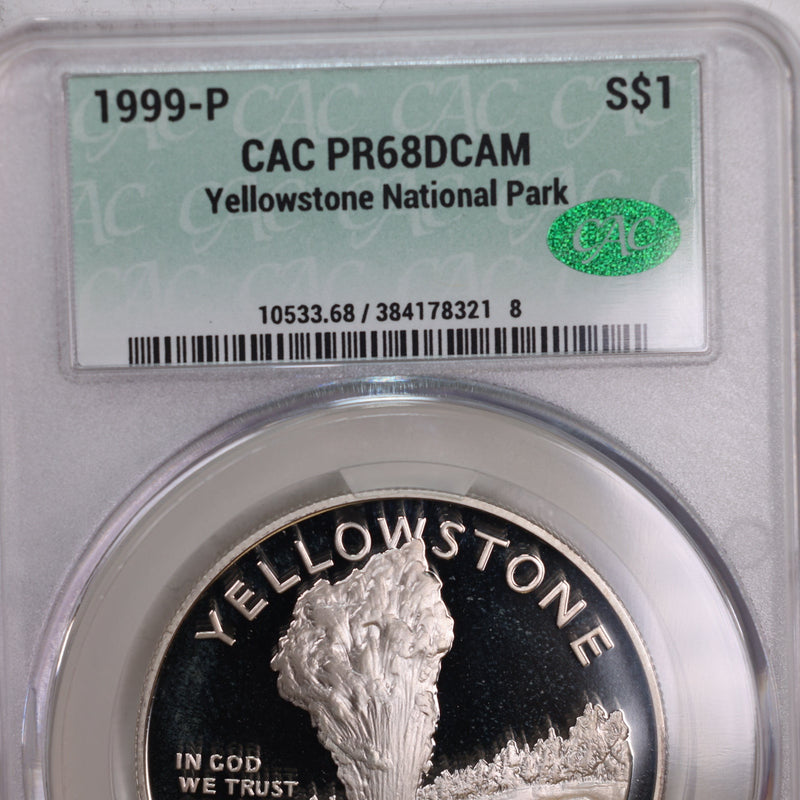 1999-P S$1
CAC PR68DCAM
Yellowstone National Park
CAC
10533.68 / 384178321 8
YELLOWSTONE
IN GOD
WE TRUST